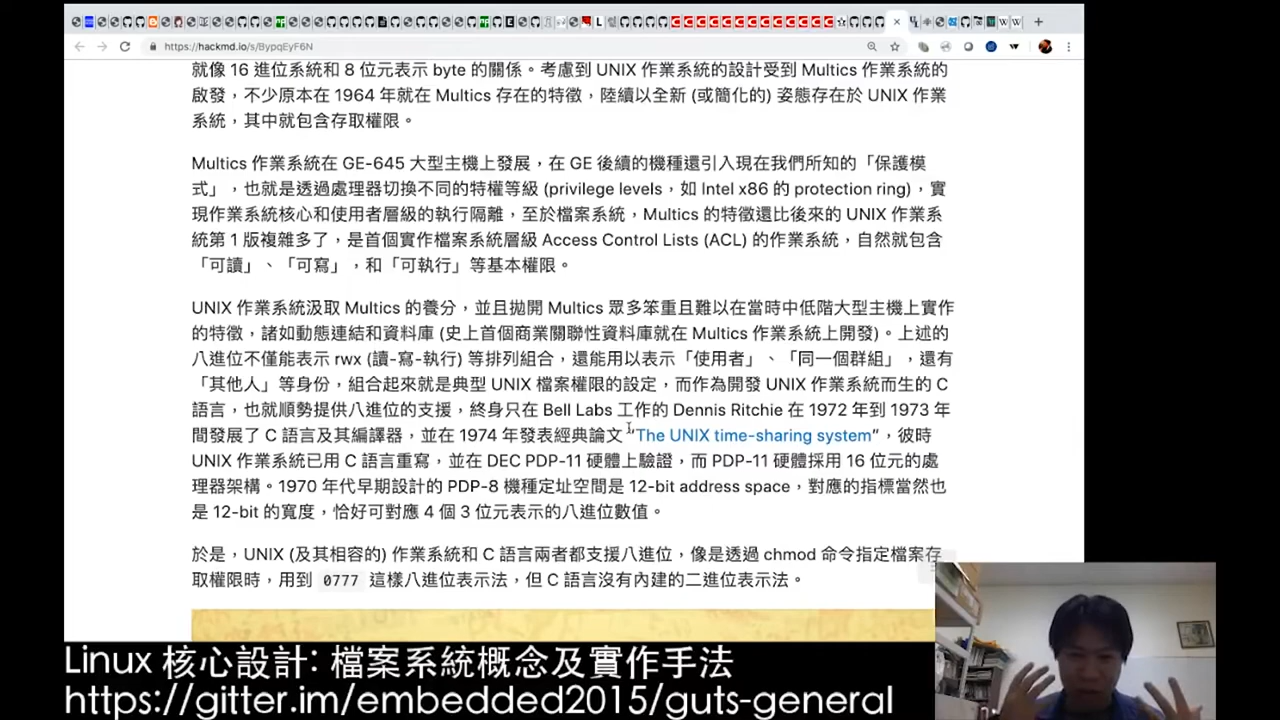 https://hackmd.io/s/BypqEyF6N
就像 16 進位系統和 8 位元表示 byte 的關係。考慮到 UNIX 作業系統的設計受到 Multics 作業系統的
啟發，不少原本在 1964 年就在 Multics 存在的特徵，陸續以全新 (或簡化的) 姿態存在於 UNIX 作業
系統，其中就包含存取權限。
Multics 作業系統在 GE-645 大型主機上發展，在 GE 後續的機種還引入現在我們所知的「保護模
式」，也就是透過處理器切換不同的特權等級 (privilege levels，如 Intel x86 的 protection ring)，實
現作業系統核心和使用者層級的執行隔離，至於檔案系統，Multics 的特徵還比後來的 UNIX 作業系
統第 1 版複雜多了，是首個實作檔案系統層級 Access Control Lists (ACL) 的作業系統，自然就包含
「可讀」、「可寫」，和「可執行」等基本權限。
UNIX 作業系統汲取 Multics 的養分，並且拋開 Multics 眾多笨重且難以在當時中低階大型主機上實作
的特徵，諸如動態連結和資料庫 (史上首個商業關聯性資料庫就在 Multics 作業系統上開發)。上述的
八進位不僅能表示 rwx (讀-寫-執行) 等排列組合，還能用以表示「使用者」、「同一個群組」，還有
「其他人」等身份，組合起來就是典型 UNIX 檔案權限的設定，而作為開發 UNIX 作業系統而生的 C
語言，也就順勢提供八進位的支援，終身只在 Bell Labs 工作的 Dennis Ritchie 在 1972 年到 1973 年
間發展了 C 語言及其編譯器，並在 1974 年發表經典論文 “The UNIX time-sharing system”，彼時
UNIX 作業系統已用 C 語言重寫，並在 DEC PDP-11 硬體上驗證，而 PDP-11 硬體採用 16 位元的處
理器架構。1970 年代早期設計的 PDP-8 機種定址空間是 12-bit address space，對應的指標當然也
是 12-bit 的寬度，恰好可對應 4 個 3 位元表示的八進位數值。
於是，UNIX (及其相容的) 作業系統和 C 語言兩者都支援八進位，像是透過 chmod 命令指定檔案存
取權限時，用到 0777 這樣八進位表示法，但 C 語言沒有內建的二進位表示法。
Linux 核心設計: 檔案系統概念及實作手法
https://gitter.im/embedded2015/guts-general